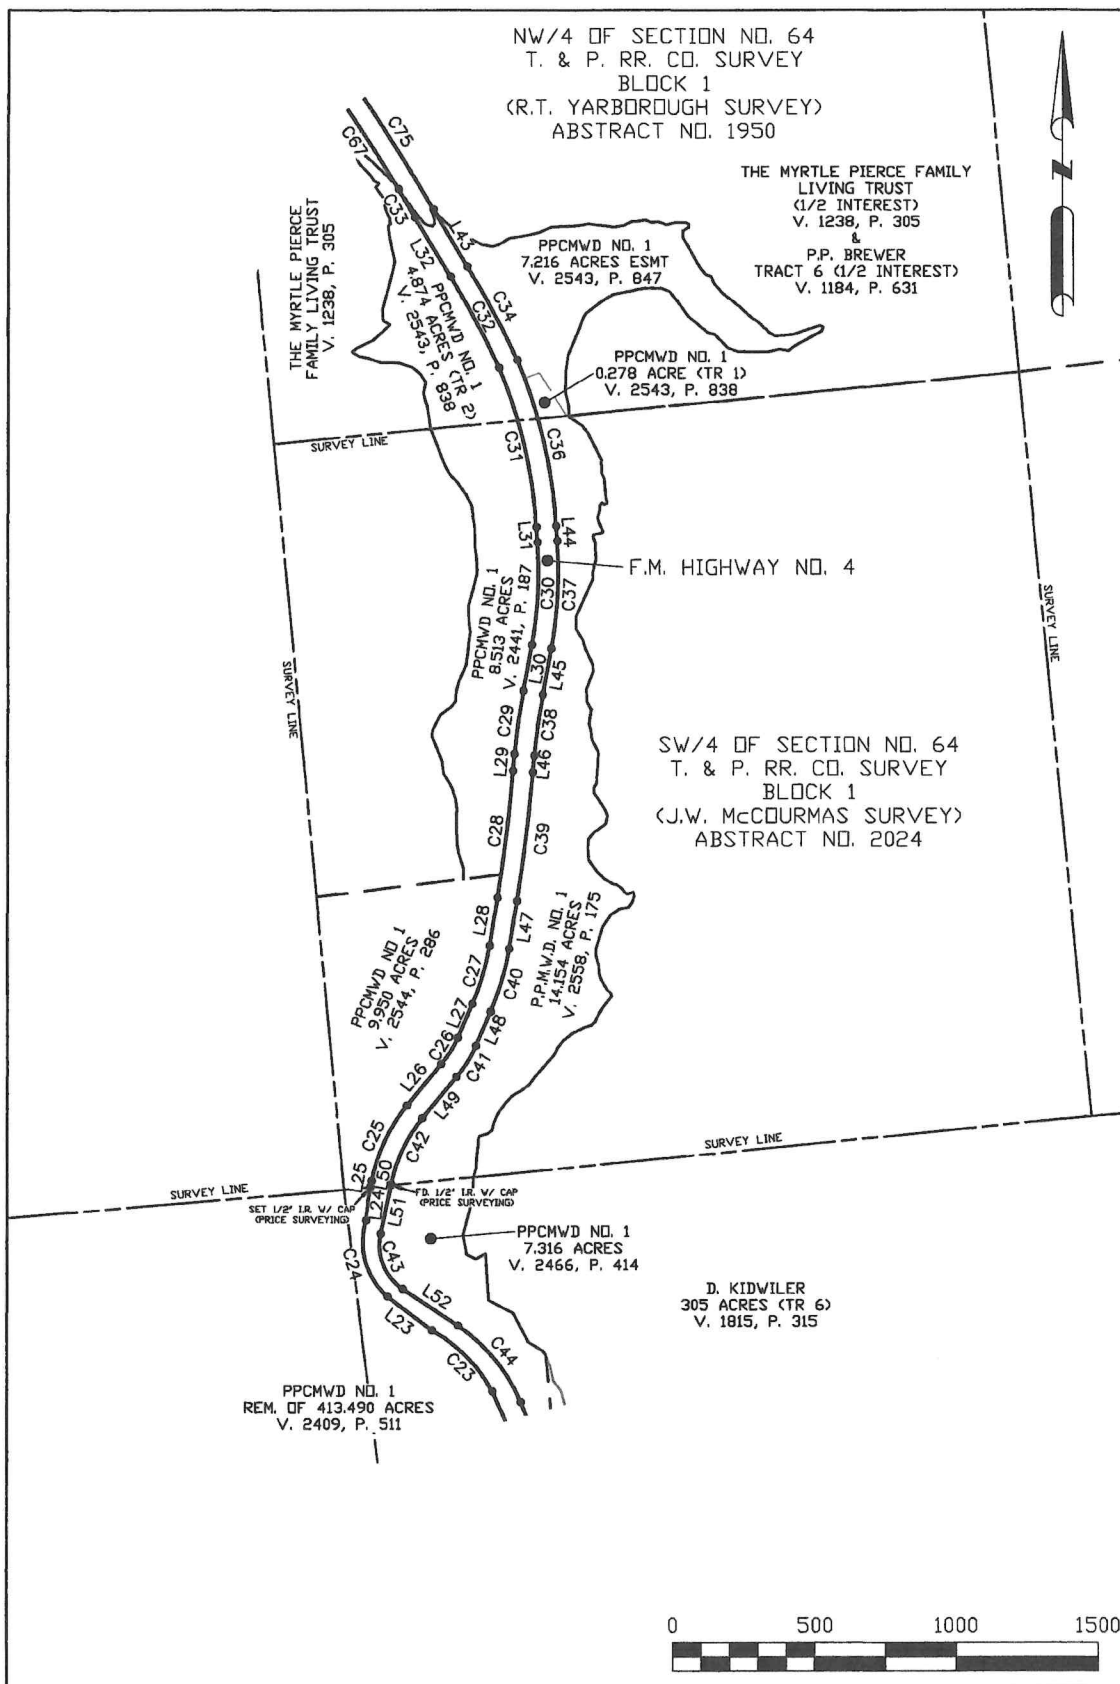 NW/4 OF SECTION NO. 64
T. & P. RR. CO. SURVEY
BLOCK 1
(R.T. YARBOROUGH SURVEY)
ABSTRACT NO. 1950
THE MYRTLE PIERCE FAMILY
LIVING TRUST
(1/2 INTEREST)
V. 1238, P. 305
&
P.P. BREWER
TRACT 6 (1/2 INTEREST)
V. 1184, P. 631
C75
C67
C33
L43
L32
THE MYRTLE PIERCE
FAMILY LIVING TRUST
V. 1238, P. 305
PPCMWD NO. 1
7.216 ACRES ESMT
V. 2543, P. 847
PPCMWD NO. 1
4.874 ACRES (TR 2)
V. 2543, P. 838
C32
C34
PPCMWD NO. 1
0.278 ACRE (TR 1)
V. 2543, P. 838
SURVEY LINE
C31
C36
L31
L44
F.M. HIGHWAY NO. 4
C30
C37
PPCMWD NO. 1
8.513 ACRES
V. 2441, P. 187
SURVEY LINE
SURVEY LINE
L30
L45
C29
C38
L29
L46
SW/4 OF SECTION NO. 64
T. & P. RR. CO. SURVEY
BLOCK 1
(J.W. McCOURMAS SURVEY)
ABSTRACT NO. 2024
C28
C39
L28
L47
PPCMWD NO 1
9.950 ACRES
V. 2544, P. 286
P.P.M.W.D. NO. 1
14.154 ACRES
V. 2558, P. 175
C27
C40
L27
L48
C26
C41
L26
L49
C25
C42
SURVEY LINE
SURVEY LINE
L25
L50
SET 1/2" I.R. W/ CAP
(PRICE SURVEYING)
FD. 1/2" I.R. W/ CAP
(PRICE SURVEYING)
L24
L51
PPCMWD NO. 1
7.316 ACRES
V. 2466, P. 414
C24
C43
L23
L52
C23
C44
D. KIDWILER
305 ACRES (TR 6)
V. 1815, P. 315
PPCMWD NO. 1
REM. OF 413.490 ACRES
V. 2409, P. 511
N
0 500 1000 1500